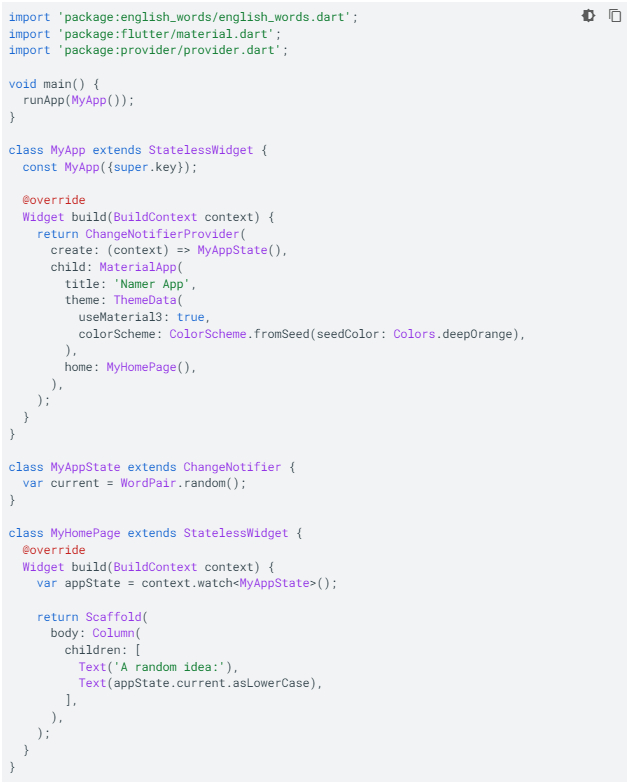 import 'package:english_words/english_words.dart';
import 'package:flutter/material.dart';
import 'package:provider/provider.dart';

void main() {
  runApp(MyApp());
}

class MyApp extends StatelessWidget {
  const MyApp({super.key});

  @override
  Widget build(BuildContext context) {
    return ChangeNotifierProvider(
      create: (context) => MyAppState(),
      child: MaterialApp(
        title: 'Namer App',
        theme: ThemeData(
          useMaterial3: true,
          colorScheme: ColorScheme.fromSeed(seedColor: Colors.deepOrange),
        ),
        home: MyHomePage(),
      ),
    );
  }
}

class MyAppState extends ChangeNotifier {
  var current = WordPair.random();
}

class MyHomePage extends StatelessWidget {
  @override
  Widget build(BuildContext context) {
    var appState = context.watch<MyAppState>();

    return Scaffold(
      body: Column(
        children: [
          Text('A random idea:'),
          Text(appState.current.asLowerCase),
        ],
      ),
    );
  }
}